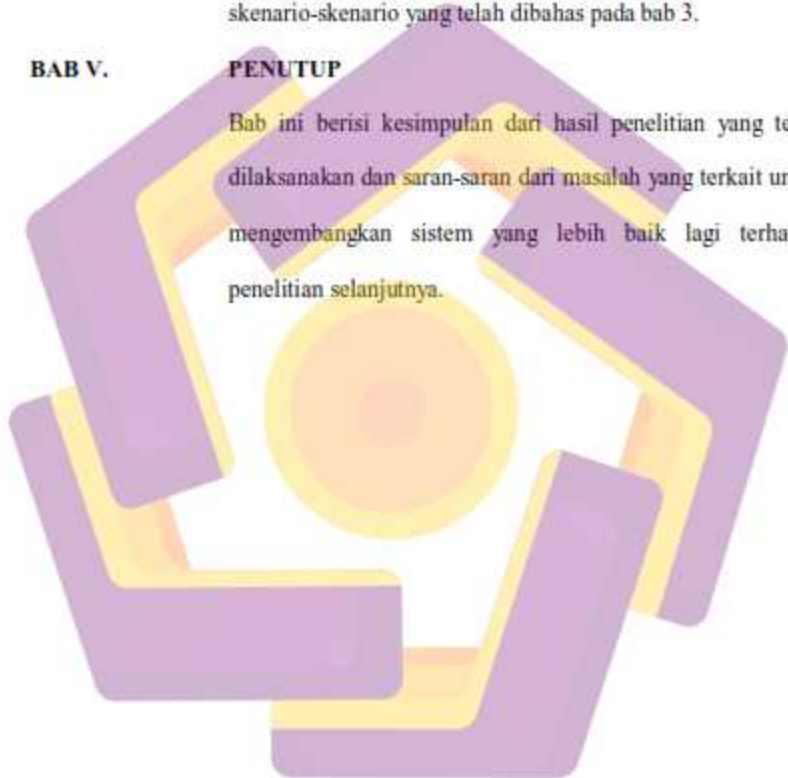 skenario-skenario yang telah dibahas pada bab 3.
BAB V. PENUTUP
Bab ini berisi kesimpulan dari hasil penelitian yang te
dilaksanakan dan saran-saran dari masalah yang terkait un
mengembangkan sistem yang lebih baik lagi terha
penelitian selanjutnya.